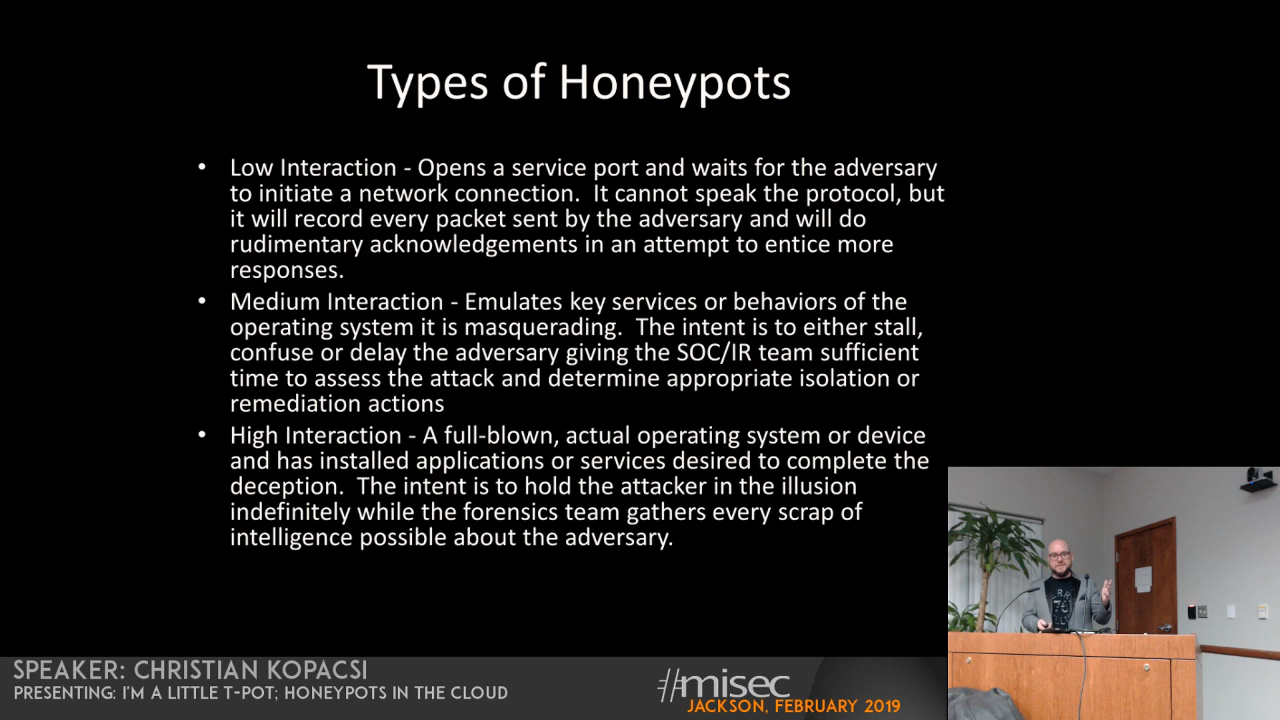 Types of Honeypots
• Low Interaction - Opens a service port and waits for the adversary
to initiate a network connection.  It cannot speak the protocol, but
it will record every packet sent by the adversary and will do
rudimentary acknowledgements in an attempt to entice more
responses.
• Medium Interaction - Emulates key services or behaviors of the
operating system it is masquerading.  The intent is to either stall,
confuse or delay the adversary giving the SOC/IR team sufficient
time to assess the attack and determine appropriate isolation or
remediation actions
• High Interaction - A full-blown, actual operating system or device
and has installed applications or services desired to complete the
deception.  The intent is to hold the attacker in the illusion
indefinitely while the forensics team gathers every scrap of
intelligence possible about the adversary.
SPEAKER: CHRISTIAN KOPACSI
PRESENTING: I'M A LITTLE T-POT; HONEYPOTS IN THE CLOUD
#misec
JACKSON, FEBRUARY 2019